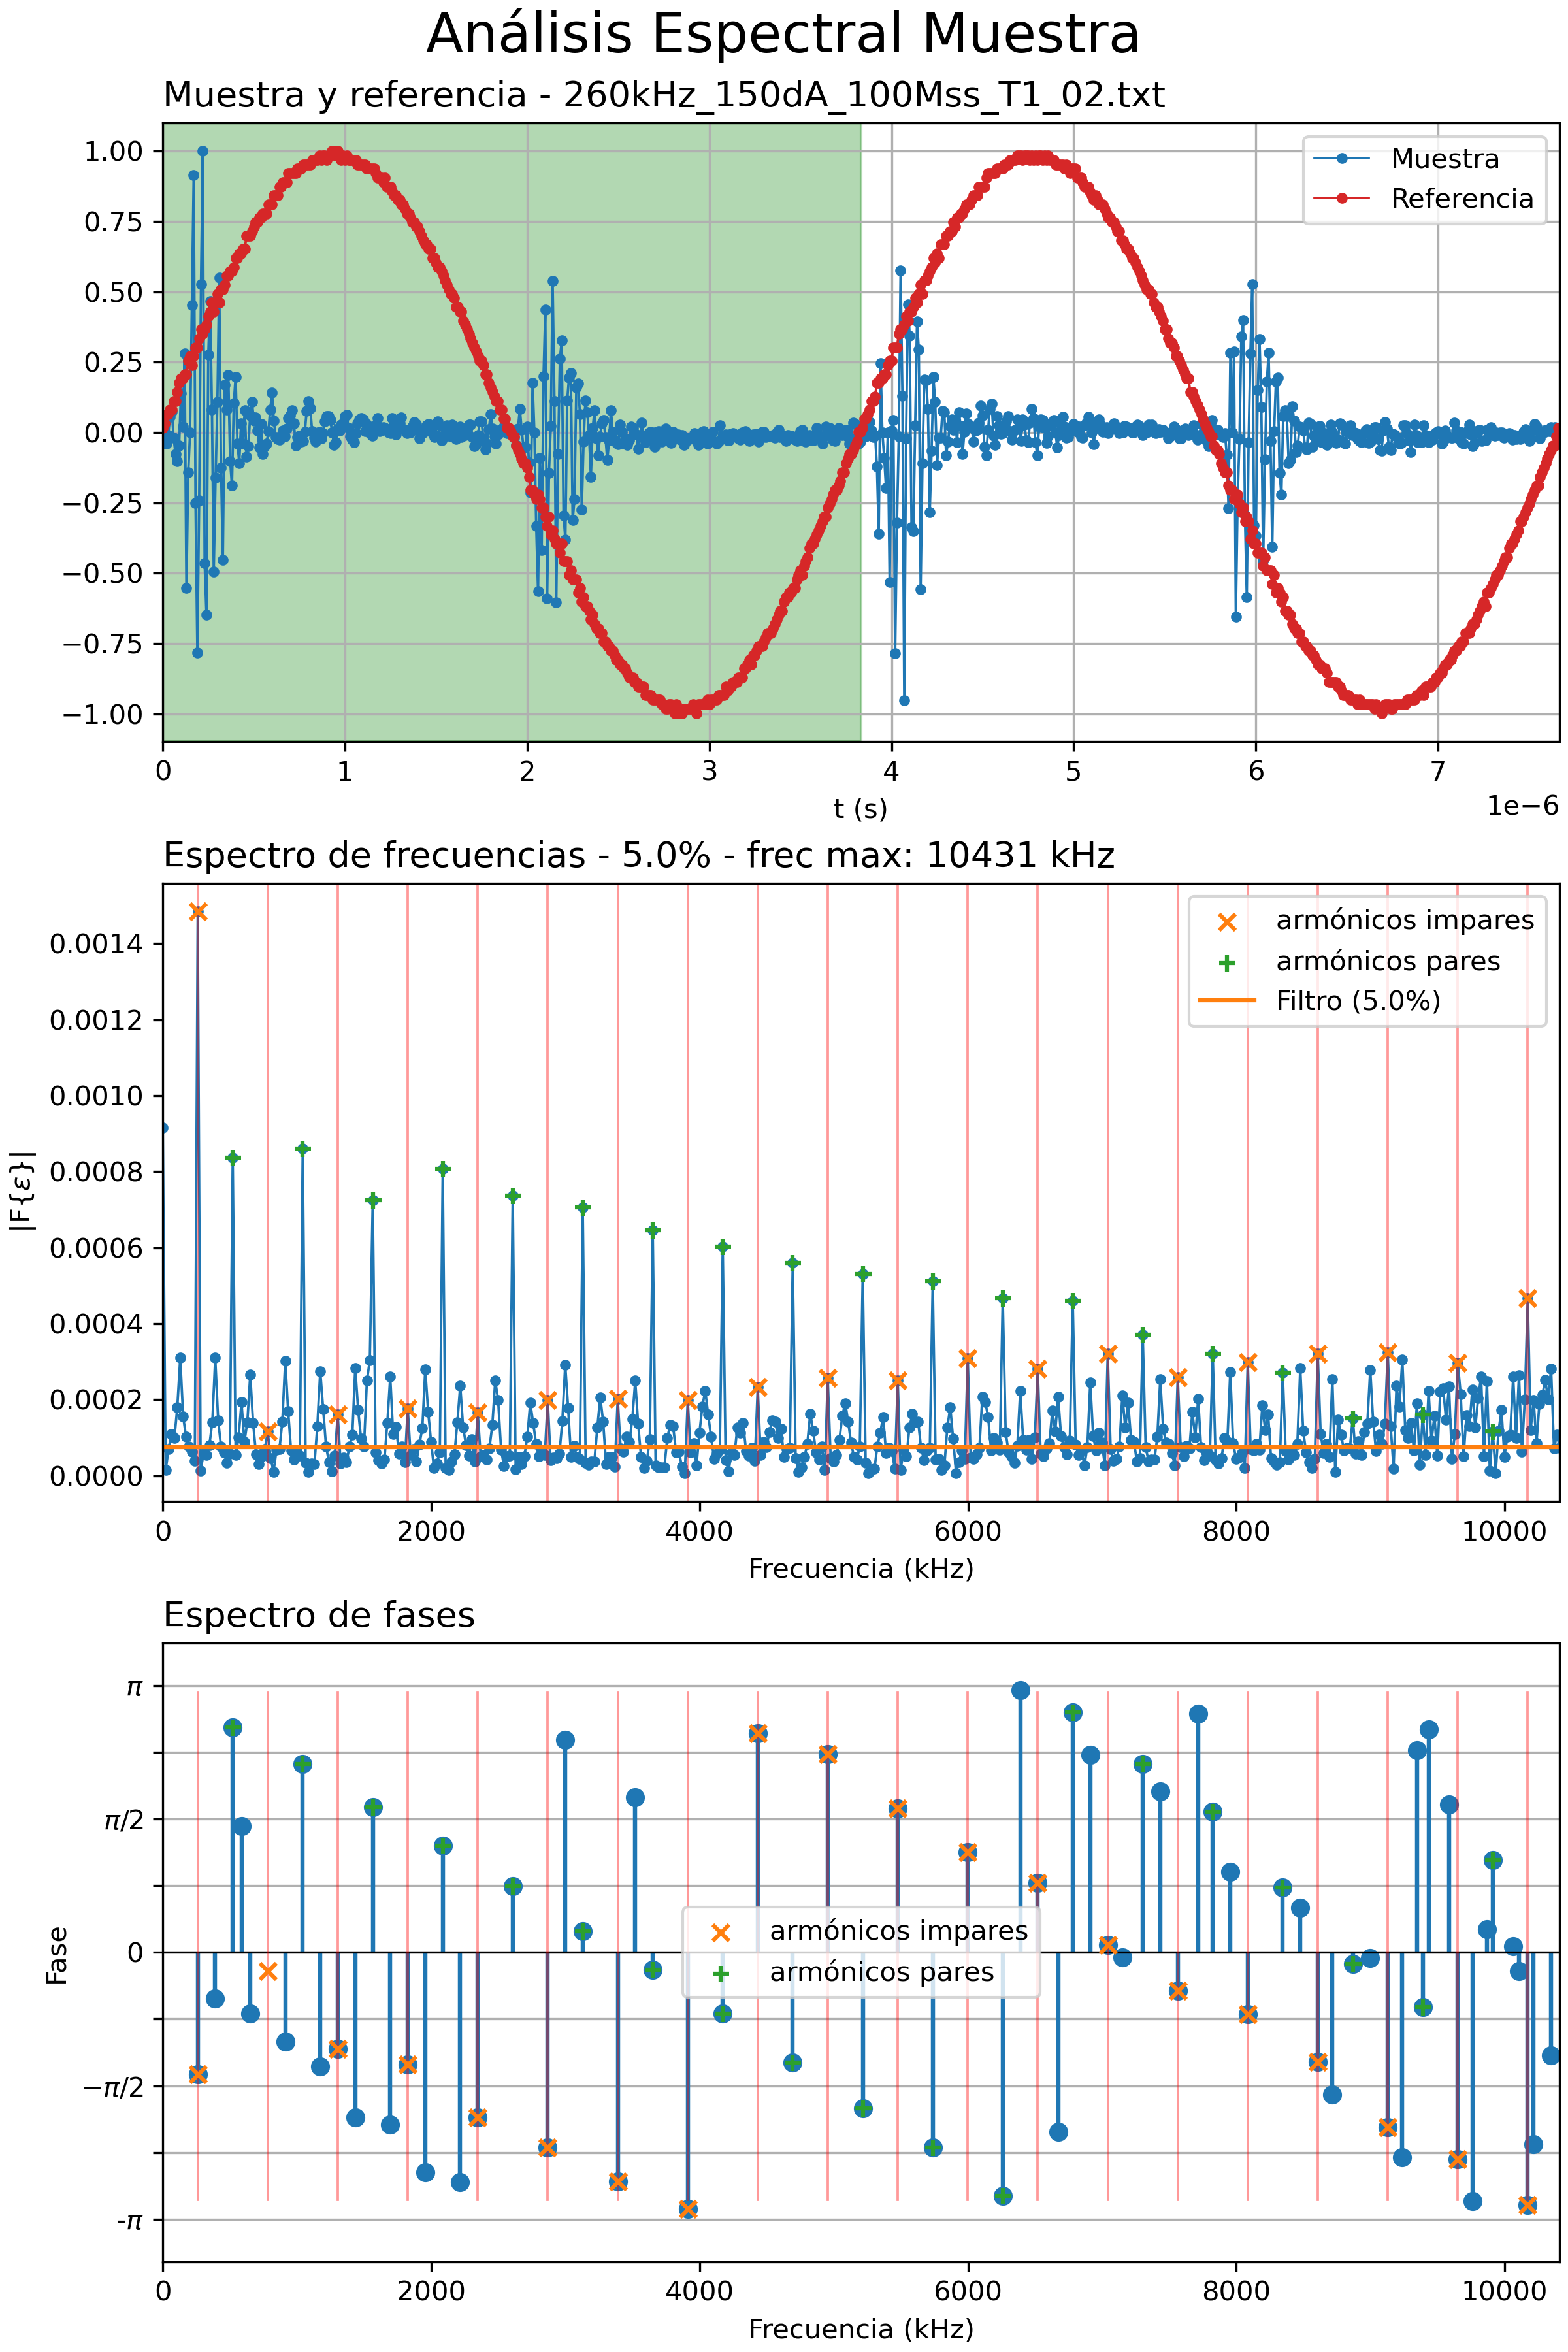 Análisis Espectral Muestra
Muestra y referencia - 260kHz_150dA_100Mss_T1_02.txt
1.00
0.75
0.50
0.25
0.00
−0.25
−0.50
−0.75
−1.00
Muestra
Referencia
0 1 2 3 4 5 6 7
t (s)
1e−6
Espectro de frecuencias - 5.0% - frec max: 10431 kHz
|F{ε}|
0.0014
0.0012
0.0010
0.0008
0.0006
0.0004
0.0002
0.0000
armónicos impares
armónicos pares
Filtro (5.0%)
0 2000 4000 6000 8000 10000
Frecuencia (kHz)
Espectro de fases
Fase
π
π/2
0
−π/2
-π
armónicos impares
armónicos pares
0 2000 4000 6000 8000 10000
Frecuencia (kHz)